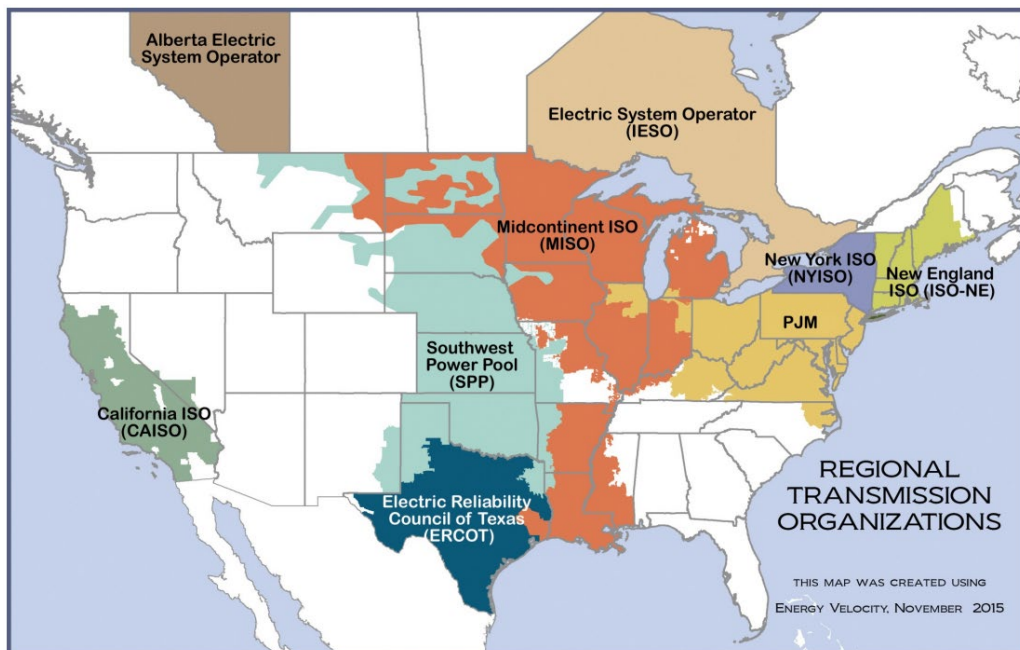 Alberta Electric
System Operator
Electric System Operator
(IESO)
Midcontinent ISO
(MISO)
New York ISO
(NYISO)
New England
ISO (ISO-NE)
PJM
Southwest
Power Pool
(SPP)
California ISO
(CAISO)
Electric Reliability
Council of Texas
(ERCOT)
REGIONAL
TRANSMISSION
ORGANIZATIONS
THIS MAP WAS CREATED USING
ENERGY VELOCITY, NOVEMBER 2015